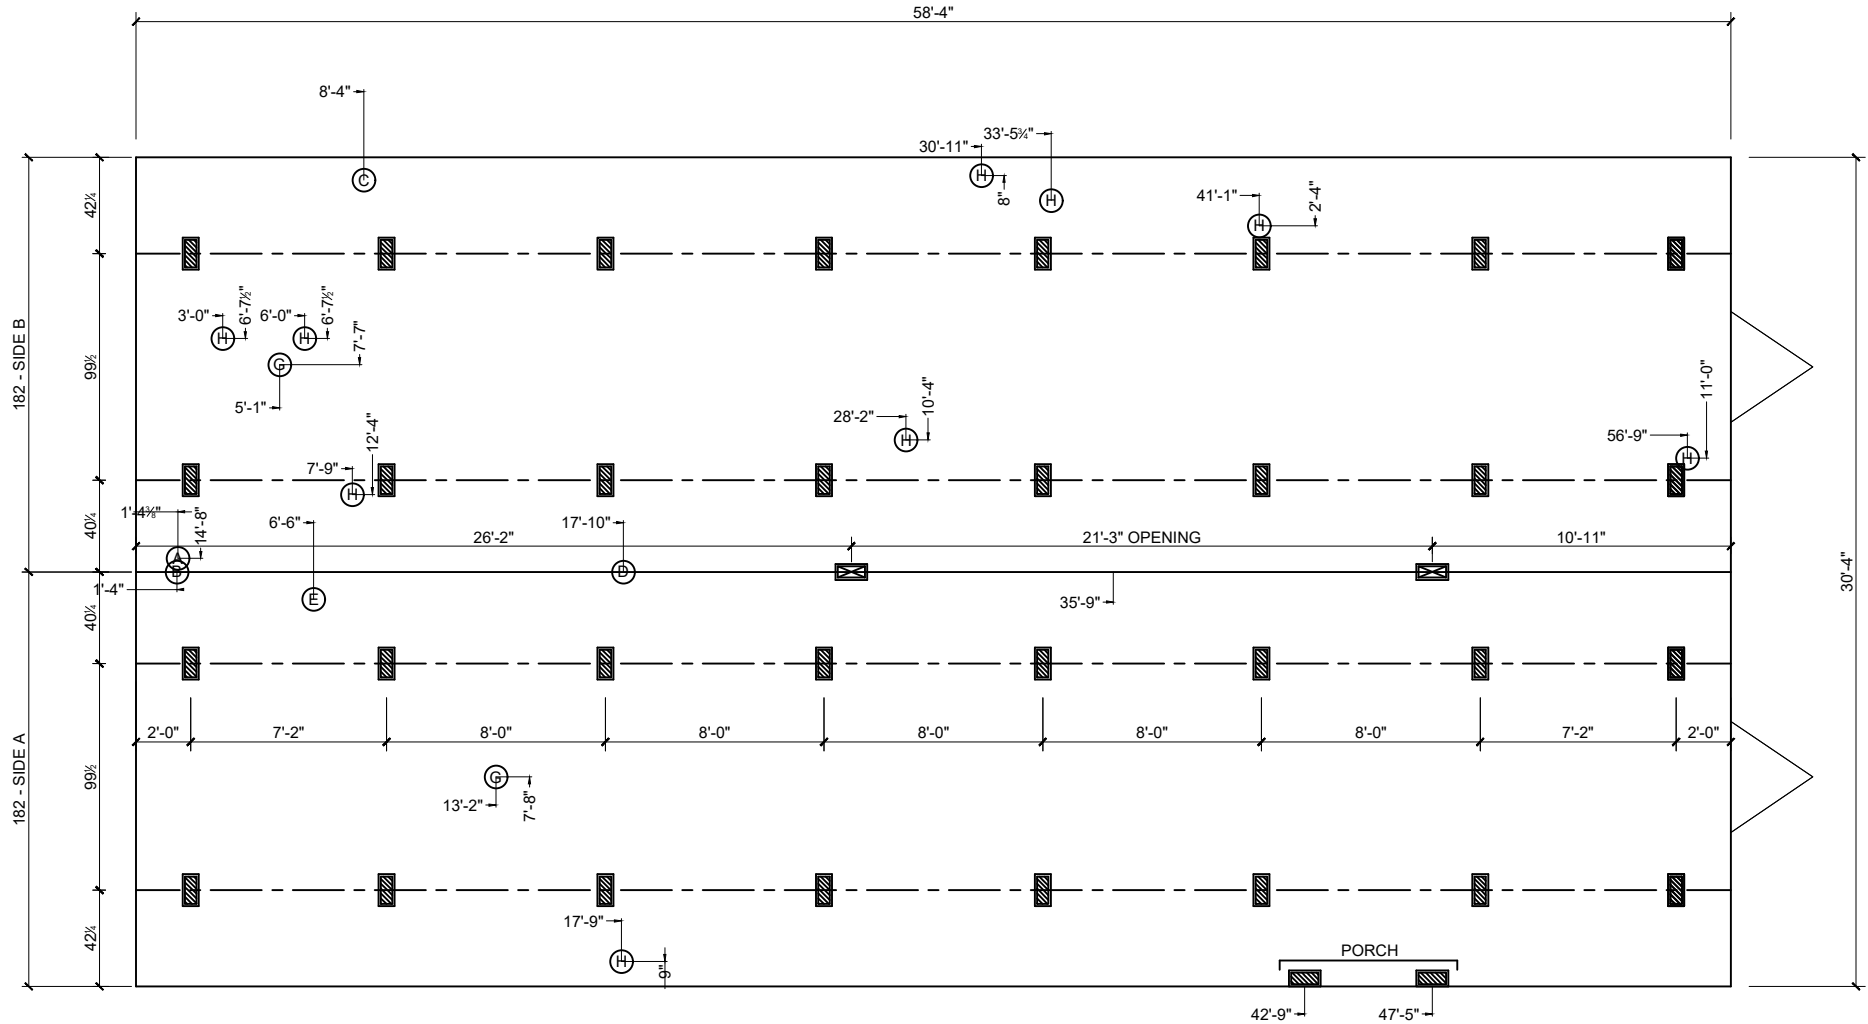 58'-4"
8'-4"
33'-5¾"
30'-11"
C
H
8"
H
41'-1"
2'-4"
H
42¼
182 - SIDE B
99½
3'-0"
6'-7½"
6'-0"
6'-7½"
H
H
G
7'-7"
5'-1"
28'-2"
10'-4"
H
11'-0"
56'-9"
H
12'-4"
7'-9"
H
40¼
1'-4⅜"
14'-8"
6'-6"
17'-10"
26'-2"
21'-3" OPENING
10'-11"
A
B
D
1'-4"
E
35'-9"
30'-4"
40¼
2'-0"
7'-2"
8'-0"
8'-0"
8'-0"
8'-0"
8'-0"
7'-2"
2'-0"
182 - SIDE A
99½
G
13'-2"
7'-8"
42¼
17'-9"
H
9"
PORCH
42'-9"
47'-5"